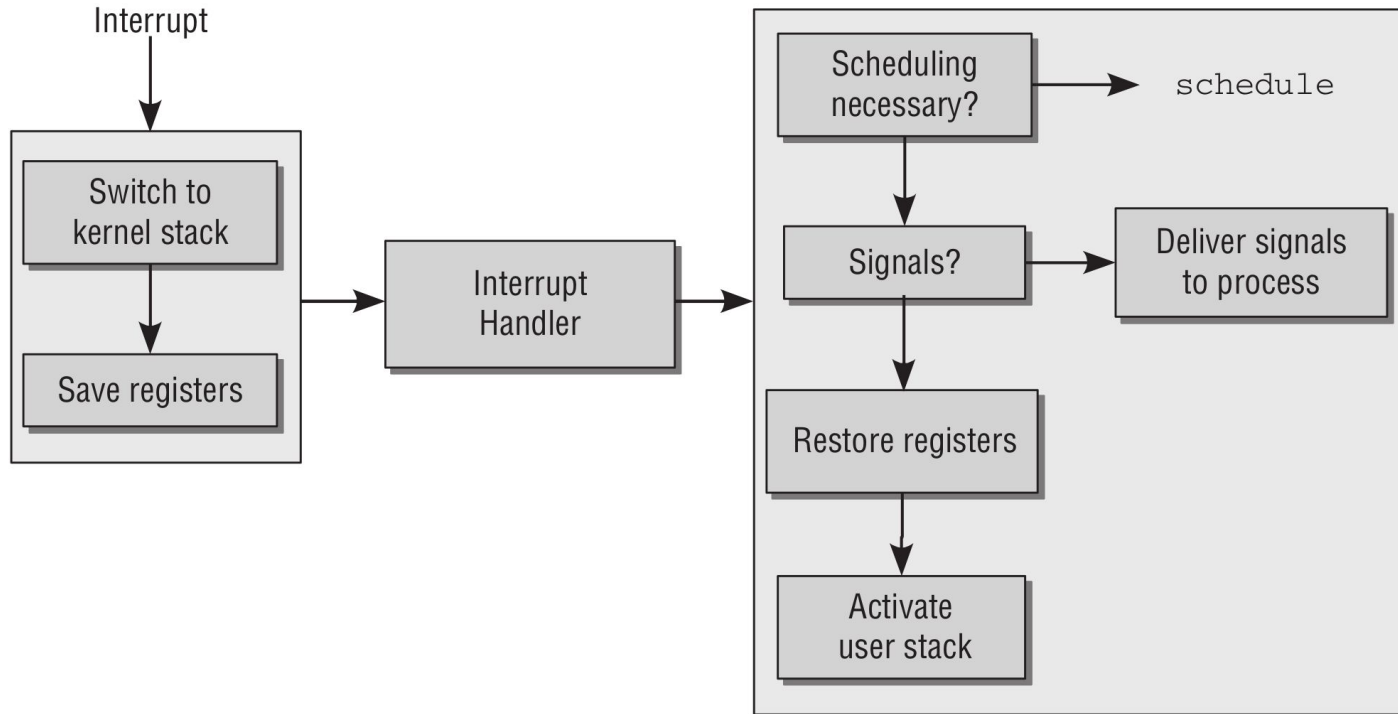 Interrupt
Switch to
kernel stack
Save registers
Interrupt
Handler
Scheduling
necessary?
schedule
Signals?
Deliver signals
to process
Restore registers
Activate
user stack